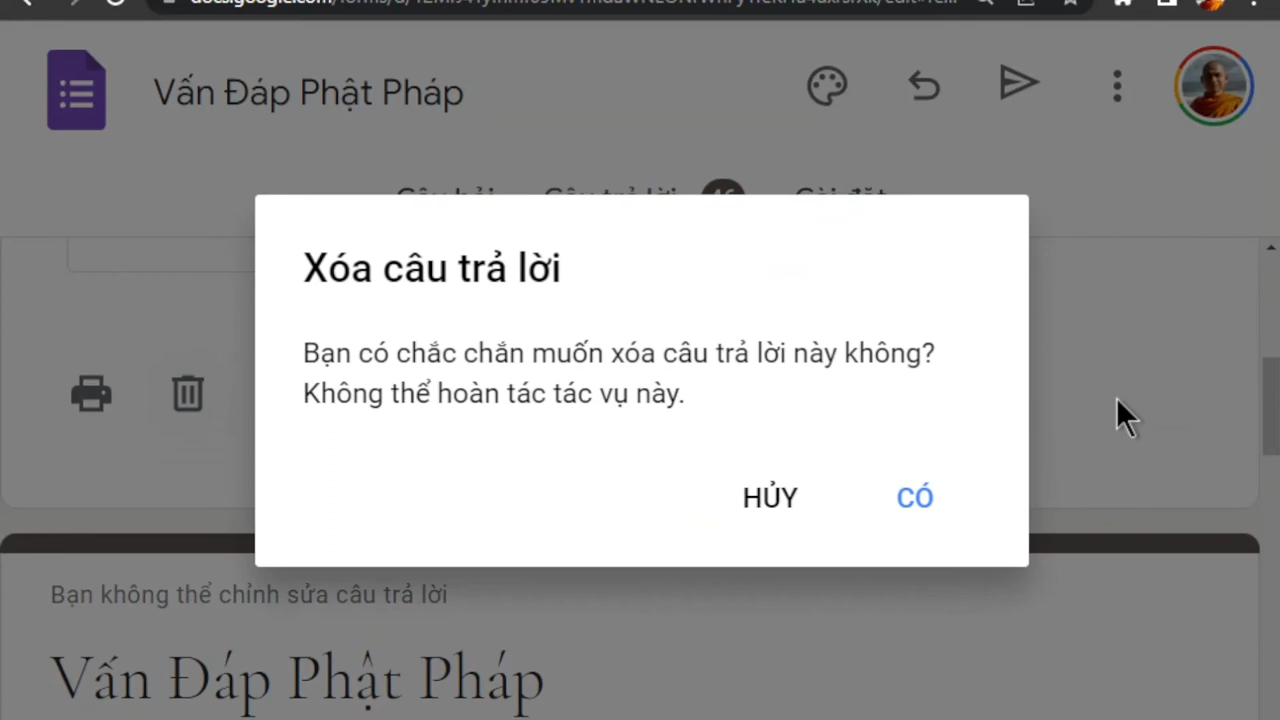 Vấn Đáp Phật Pháp
Xóa câu trả lời
Bạn có chắc chắn muốn xóa câu trả lời này không?
Không thể hoàn tác tác vụ này.
HỦY
CÓ
Bạn không thể chỉnh sửa câu trả lời
Vấn Đáp Phật Pháp